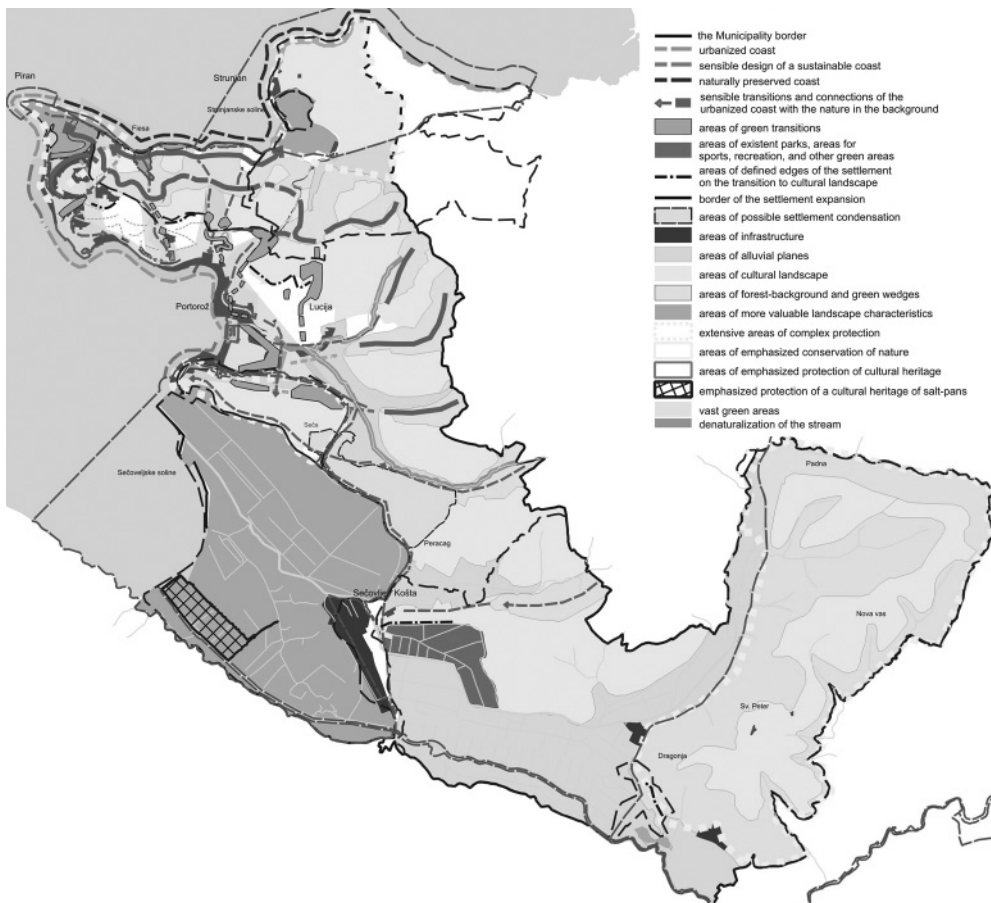 the Municipality border
urbanized coast
sensible design of a sustainable coast
naturally preserved coast
sensible transitions and connections of the
urbanized coast with the nature in the background
areas of green transitions
areas of existent parks, areas for
sports, recreation, and other green areas
areas of defined edges of the settlement
on the transition to cultural landscape
border of the settlement expansion
areas of possible settlement condensation
areas of infrastructure
areas of alluvial planes
areas of cultural landscape
areas of forest-background and green wedges
areas of more valuable landscape characteristics
extensive areas of complex protection
areas of emphasized conservation of nature
areas of emphasized protection of cultural heritage
emphasized protection of a cultural heritage of salt-pans
vast green areas
denaturalization of the stream
Piran
Strunjan
Strunjanske soline
Fiesa
Portorož
Lucija
Seča
Sečoveljske soline
Padna
Peracag
Sečovlje Košta
Nova vas
Sv. Peter
Dragonja